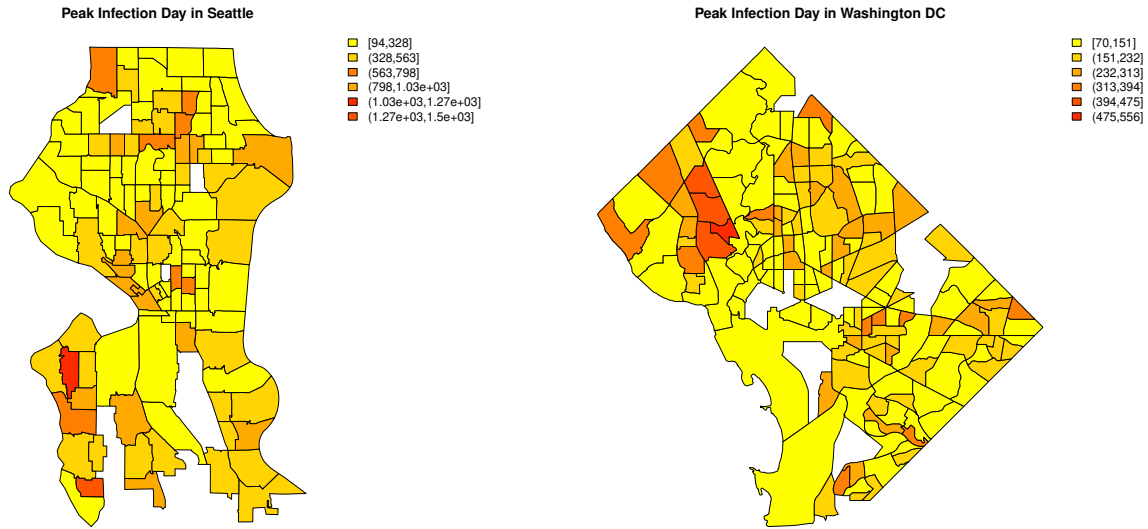 Peak Infection Day in Seattle
[94,328]
(328,563]
(563,798]
(798,1.03e+03]
(1.03e+03,1.27e+03]
(1.27e+03,1.5e+03]
Peak Infection Day in Washington DC
[70,151]
(151,232]
(232,313]
(313,394]
(394,475]
(475,556]